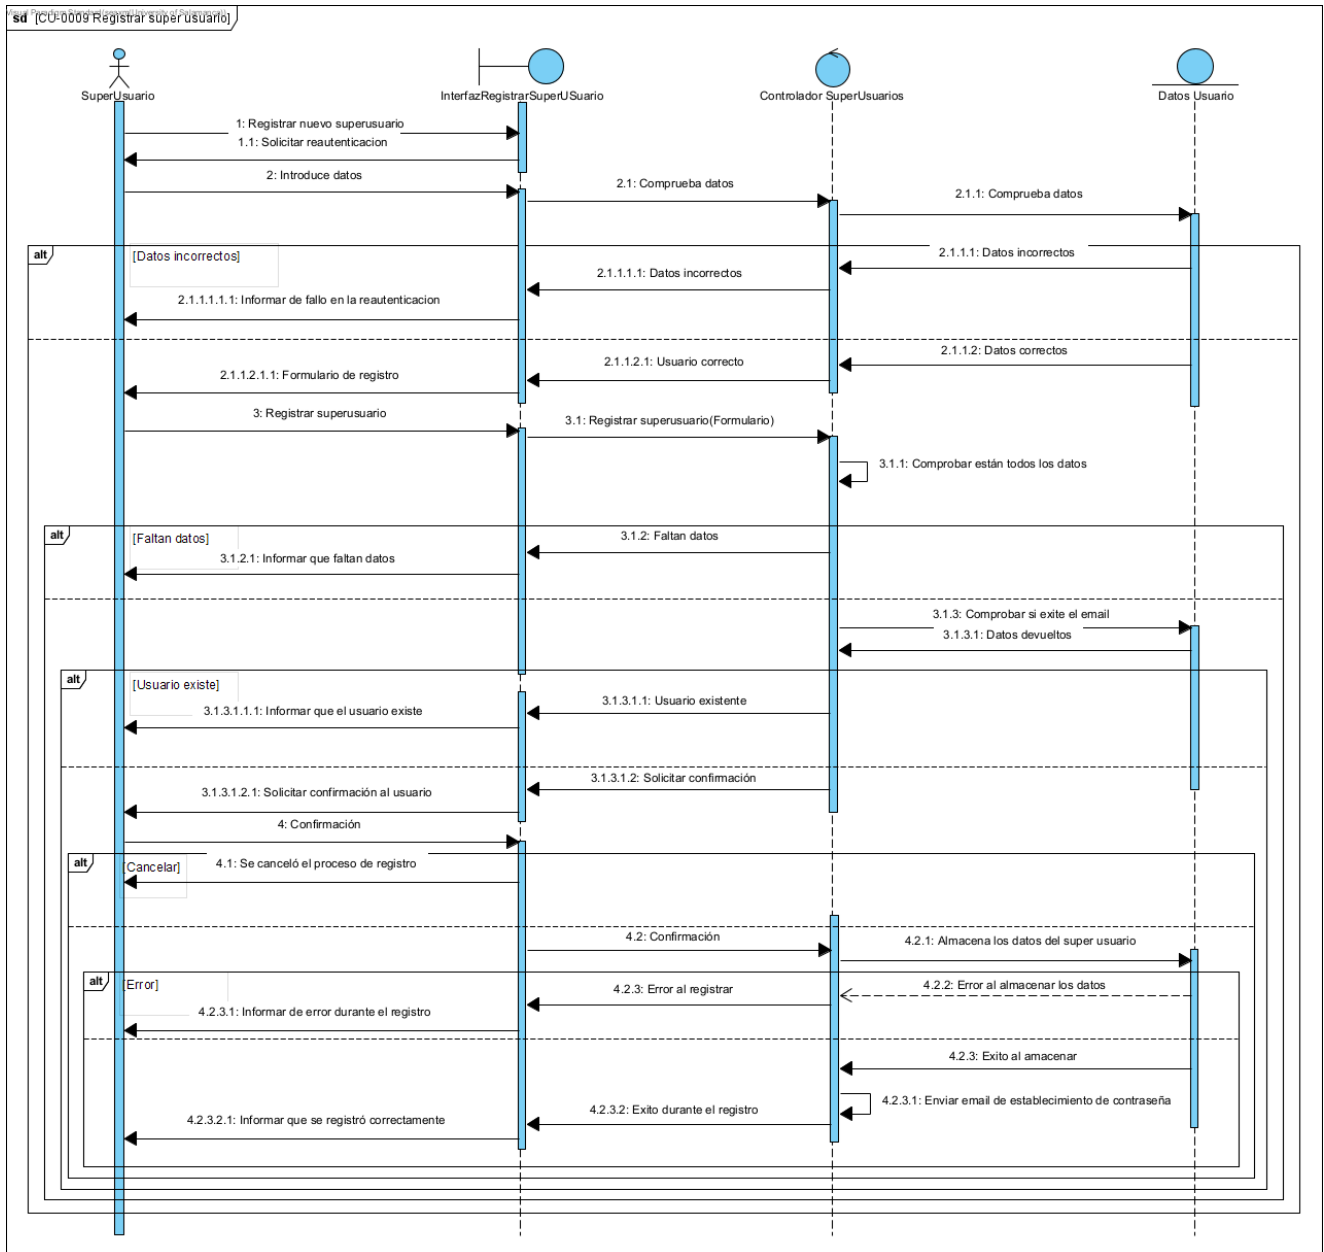 Visual Paradigm Standard(sergio(University of Salamanca))
sd [CU-0009 Registrar super usuario]
SuperUsuario
InterfazRegistrarSuperUSuario
Controlador SuperUsuarios
Datos Usuario
1: Registrar nuevo superusuario
1.1: Solicitar reautenticacion
2: Introduce datos
2.1: Comprueba datos
2.1.1: Comprueba datos
alt
[Datos incorrectos]
2.1.1.1: Datos incorrectos
2.1.1.1.1: Datos incorrectos
2.1.1.1.1.1: Informar de fallo en la reautenticacion
2.1.1.2: Datos correctos
2.1.1.2.1: Usuario correcto
2.1.1.2.1.1: Formulario de registro
3: Registrar superusuario
3.1: Registrar superusuario(Formulario)
3.1.1: Comprobar están todos los datos
alt
[Faltan datos]
3.1.2: Faltan datos
3.1.2.1: Informar que faltan datos
3.1.3: Comprobar si exite el email
3.1.3.1: Datos devueltos
alt
[Usuario existe]
3.1.3.1.1: Usuario existente
3.1.3.1.1.1: Informar que el usuario existe
3.1.3.1.2: Solicitar confirmación
3.1.3.1.2.1: Solicitar confirmación al usuario
4: Confirmación
alt
[Cancelar]
4.1: Se canceló el proceso de registro
4.2: Confirmación
4.2.1: Almacena los datos del super usuario
alt
[Error]
4.2.2: Error al almacenar los datos
4.2.3: Error al registrar
4.2.3.1: Informar de error durante el registro
4.2.3: Exito al amacenar
4.2.3.1: Enviar email de establecimiento de contraseña
4.2.3.2: Exito durante el registro
4.2.3.2.1: Informar que se registró correctamente